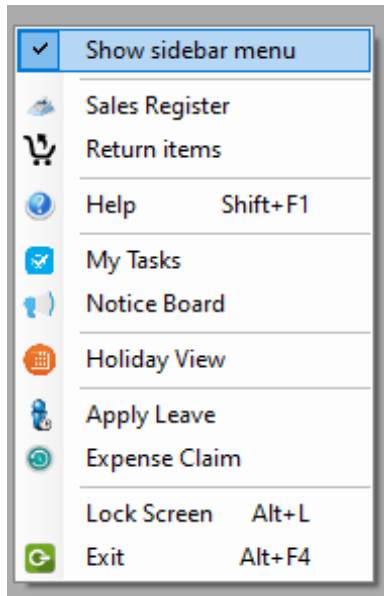 Show sidebar menu
Sales Register
Return items
Help Shift+F1
My Tasks
Notice Board
Holiday View
Apply Leave
Expense Claim
Lock Screen Alt+L
Exit Alt+F4